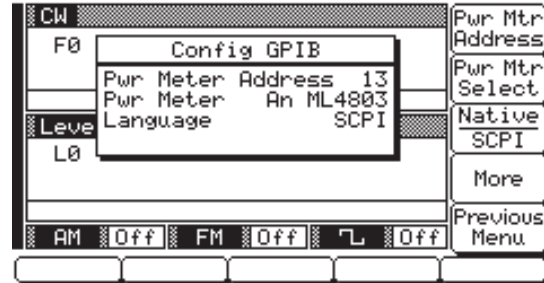 CW
F0
Config GPIB
Pwr Meter Address 13
Pwr Meter An ML4803
Language SCPI
Leve
L0
AM Off FM Off Off
Pwr Mtr
Address
Pwr Mtr
Select
Native
SCPI
More
Previous
Menu